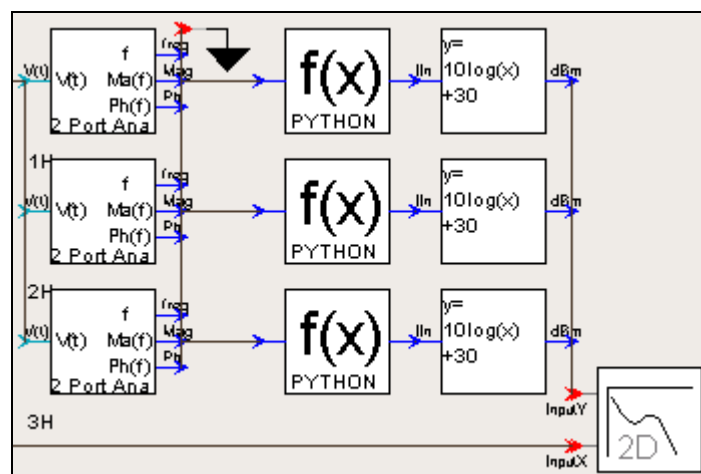 f freq
V(t) V(t) Ma(f) Mag
Ph(f) Ph
2 Port Ana
f(x)
PYTHON
lin
y=
10log(x)
+30
dBm
1H
f freq
V(t) V(t) Ma(f) Mag
Ph(f) Ph
2 Port Ana
f(x)
PYTHON
lin
y=
10log(x)
+30
dBm
2H
f freq
V(t) V(t) Ma(f) Mag
Ph(f) Ph
2 Port Ana
f(x)
PYTHON
lin
y=
10log(x)
+30
dBm
3H
InputY
2D
InputX